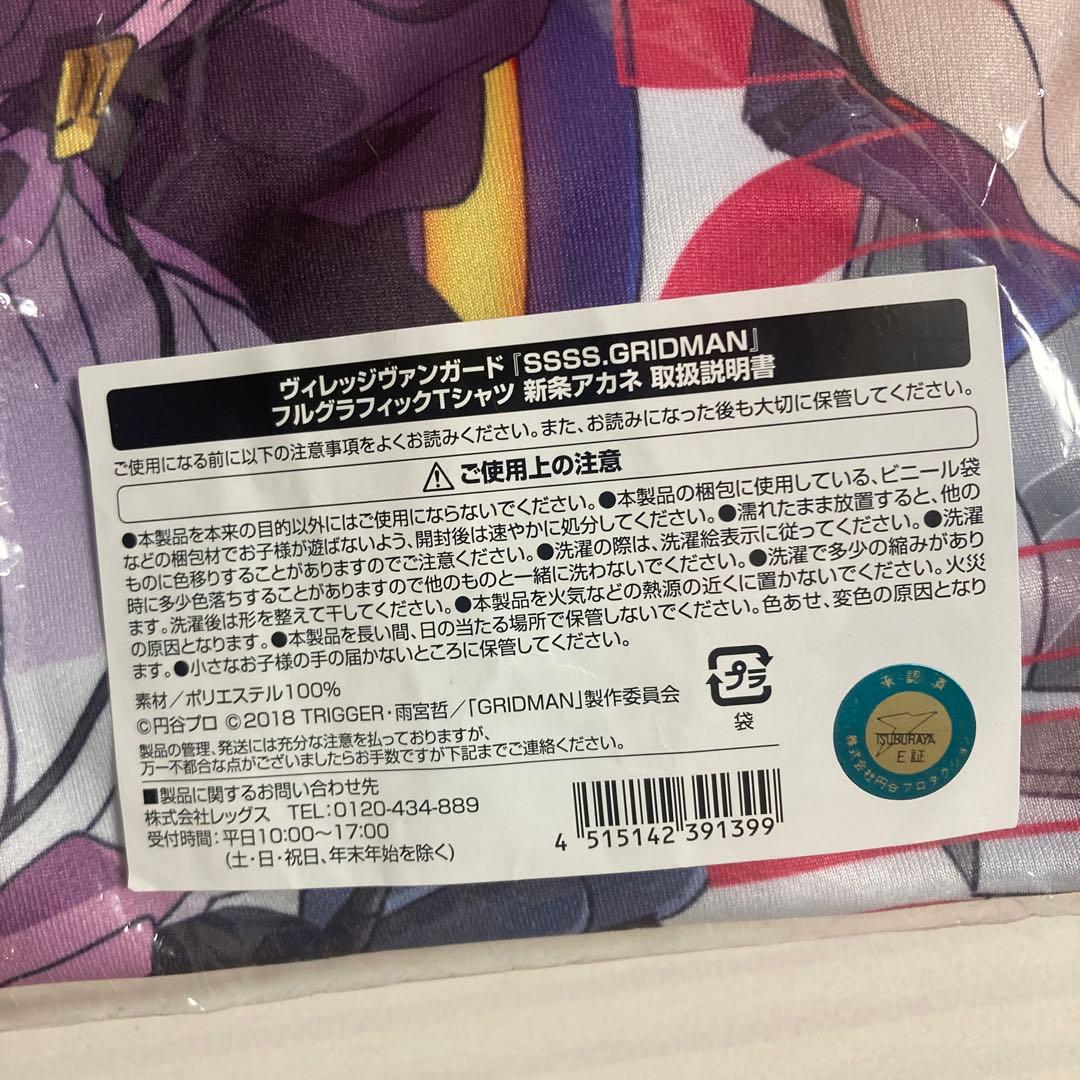 ヴィレッジヴァンガード『SSSS.GRIDMAN』
フルグラフィックTシャツ 新条アカネ 取扱説明書
ご使用になる前に以下の注意事項をよくお読みください。また、お読みになった後も大切に保管してください。
ご使用上の注意
●本製品を本来の目的以外にはご使用にならないでください。●本製品の梱包に使用している、ビニール袋
などの梱包材でお子様が遊ばないよう、開封後は速やかに処分してください。●濡れたまま放置すると、他の
ものに色移りすることがありますのでご注意ください。●洗濯の際は、洗濯絵表示に従ってください。●洗濯
時に多少色落ちすることがありますので他のものと一緒に洗わないでください。●洗濯で多少の縮みがあり
ます。洗濯後は形を整えて干してください。●本製品を火気などの熱源の近くに置かないでください。火災
の原因となります。●本製品を長い間、日の当たる場所で保管しないでください。色あせ、変色の原因となり
ます。●小さなお子様の手の届かないところに保管してください。
素材/ポリエステル100%
©円谷プロ ©2018 TRIGGER・雨宮哲/「GRIDMAN」製作委員会
製品の管理、発送には充分な注意を払っておりますが、
万一不都合な点がございましたらお手数ですが下記までご連絡ください。
■製品に関するお問い合わせ先
株式会社レッグス TEL:0120-434-889
受付時間:平日10:00〜17:00
(土・日・祝日、年末年始を除く)
プラ
袋
4 515142 391399
承認済
TSUBURAYA
E証
株式会社円谷プロダクション